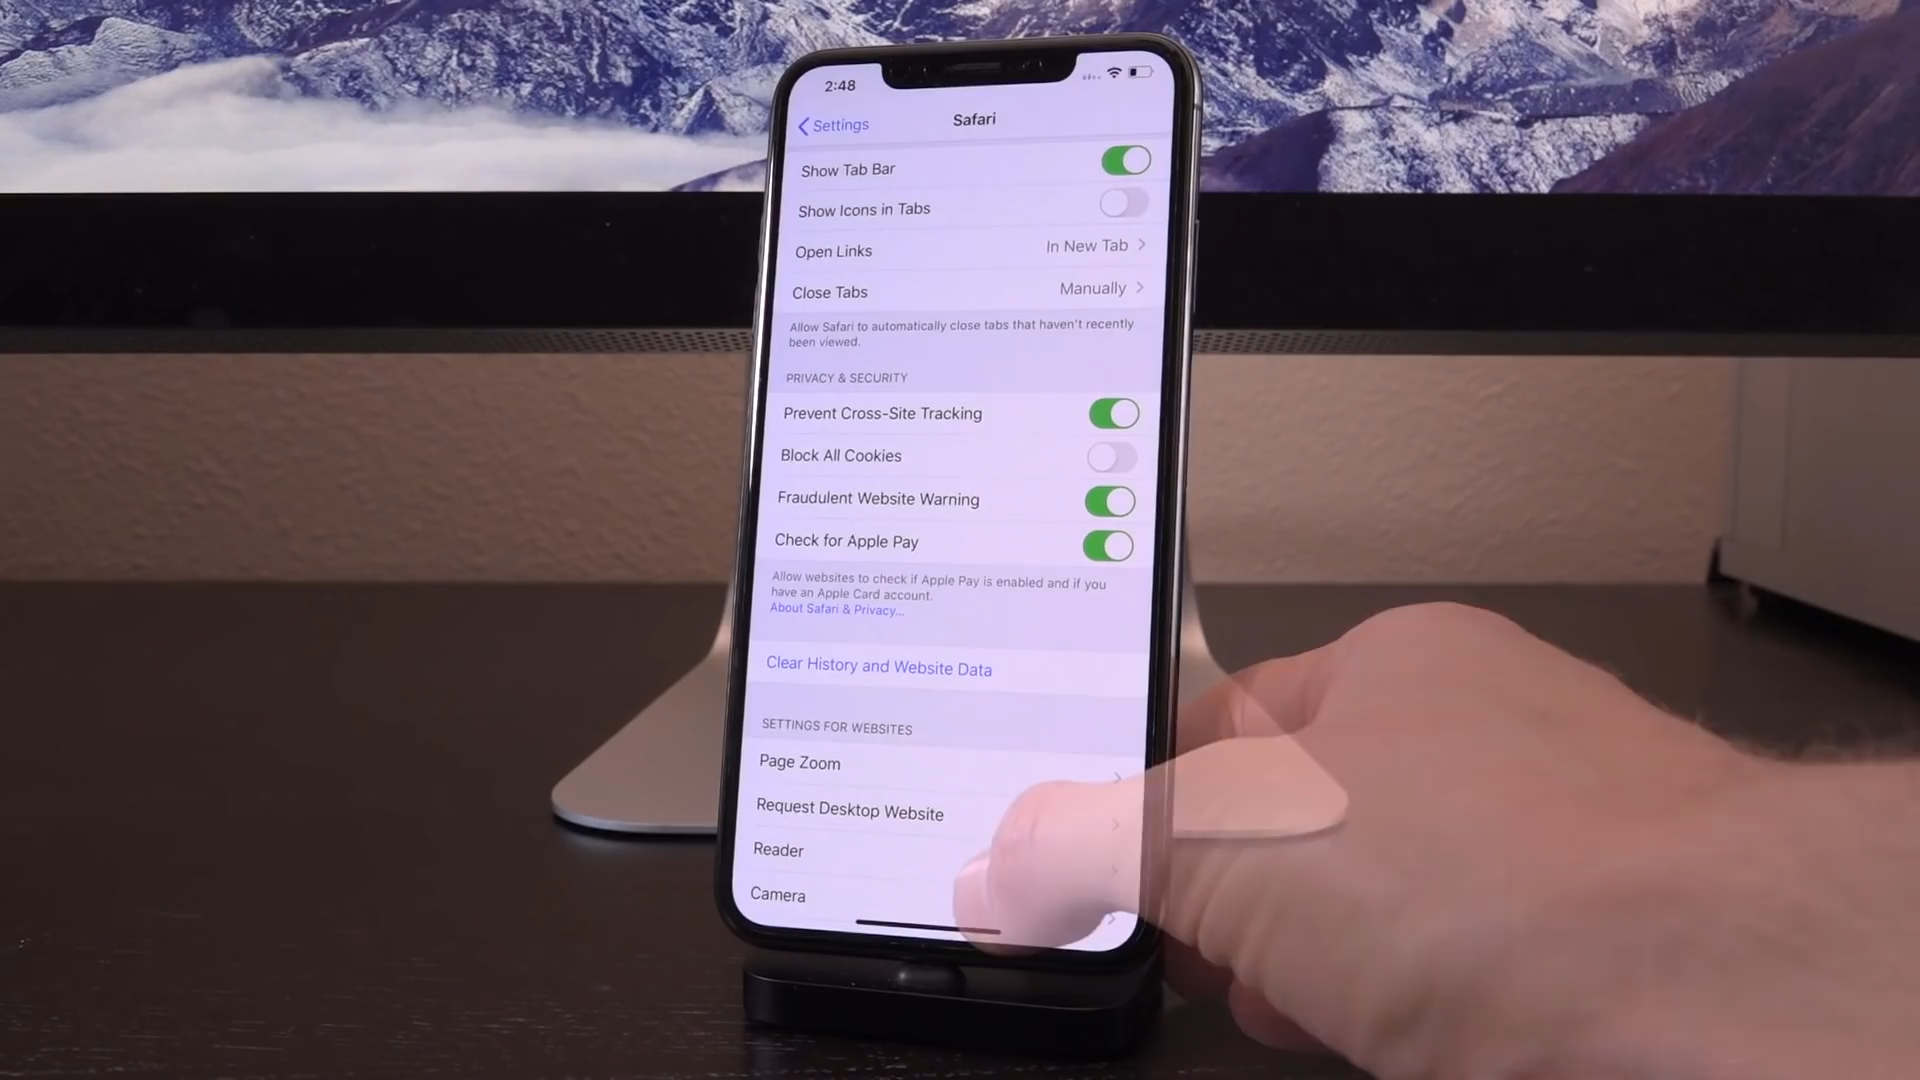 2:48
Settings
Safari
Show Tab Bar
Show Icons in Tabs
Open Links In New Tab
Close Tabs Manually
Allow Safari to automatically close tabs that haven't recently
been viewed.
PRIVACY & SECURITY
Prevent Cross-Site Tracking
Block All Cookies
Fraudulent Website Warning
Check for Apple Pay
Allow websites to check if Apple Pay is enabled and if you
have an Apple Card account.
About Safari & Privacy...
Clear History and Website Data
SETTINGS FOR WEBSITES
Page Zoom
Request Desktop Website
Reader
Camera